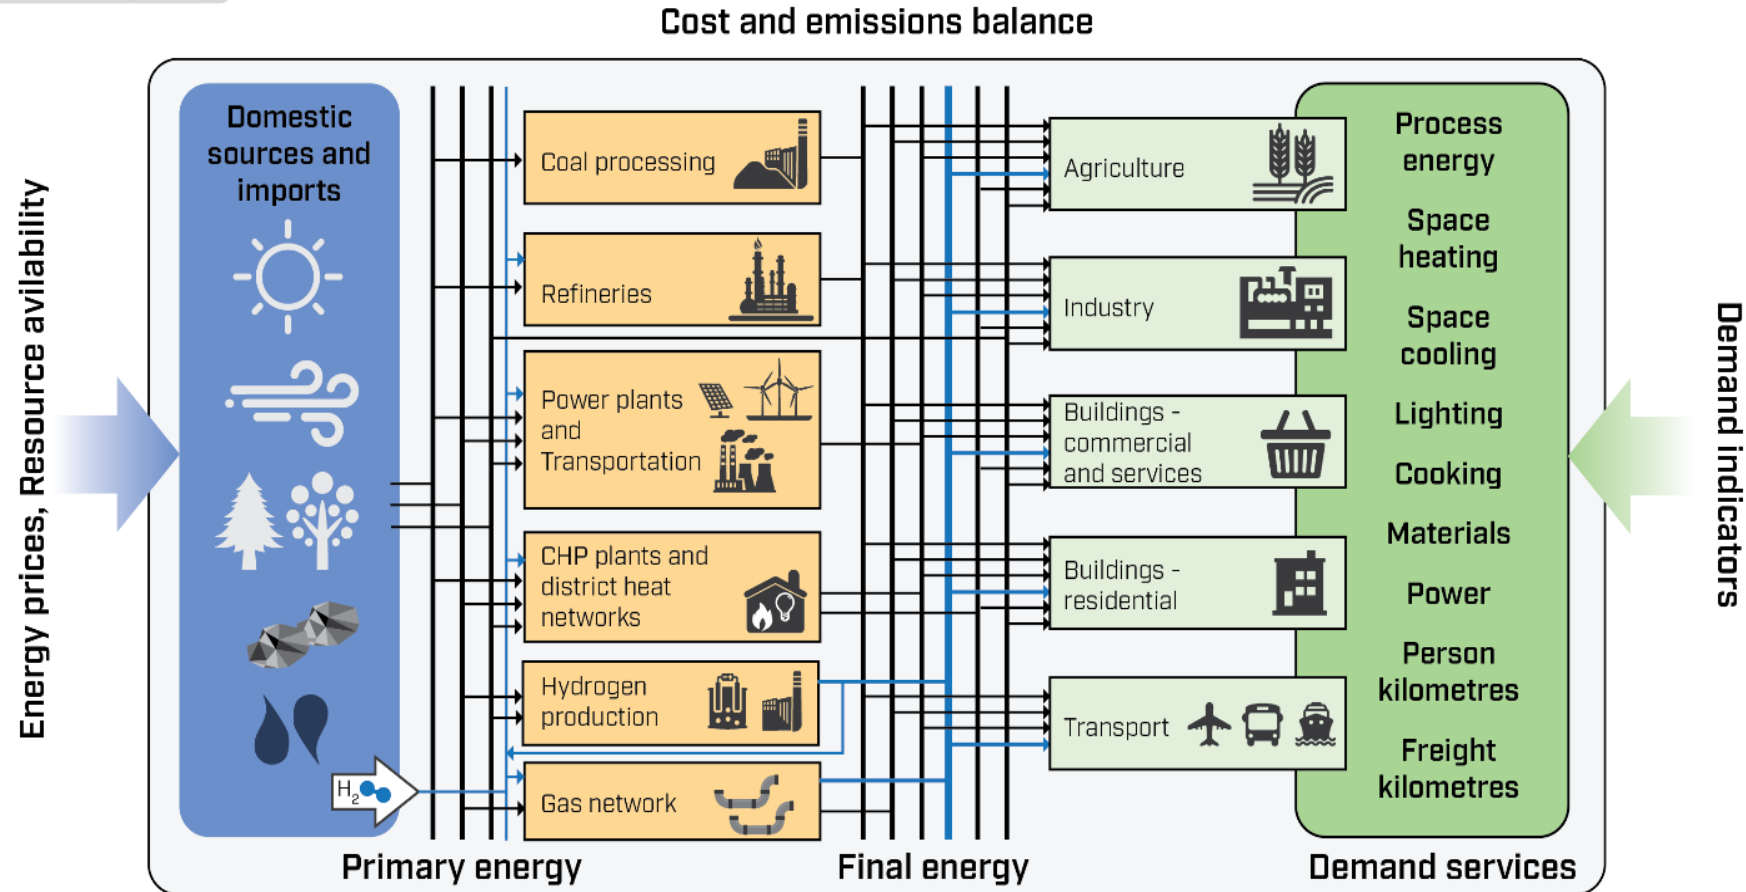 Cost and emissions balance
Energy prices, Resource avilability
Domestic
sources and
imports
H₂
Coal processing
Refineries
Power plants
and
Transportation
CHP plants and
district heat
networks
Hydrogen
production
Gas network
Agriculture
Industry
Buildings -
commercial
and services
Buildings -
residential
Transport
Process
energy
Space
heating
Space
cooling
Lighting
Cooking
Materials
Power
Person
kilometres
Freight
kilometres
Demand indicators
Primary energy
Final energy
Demand services